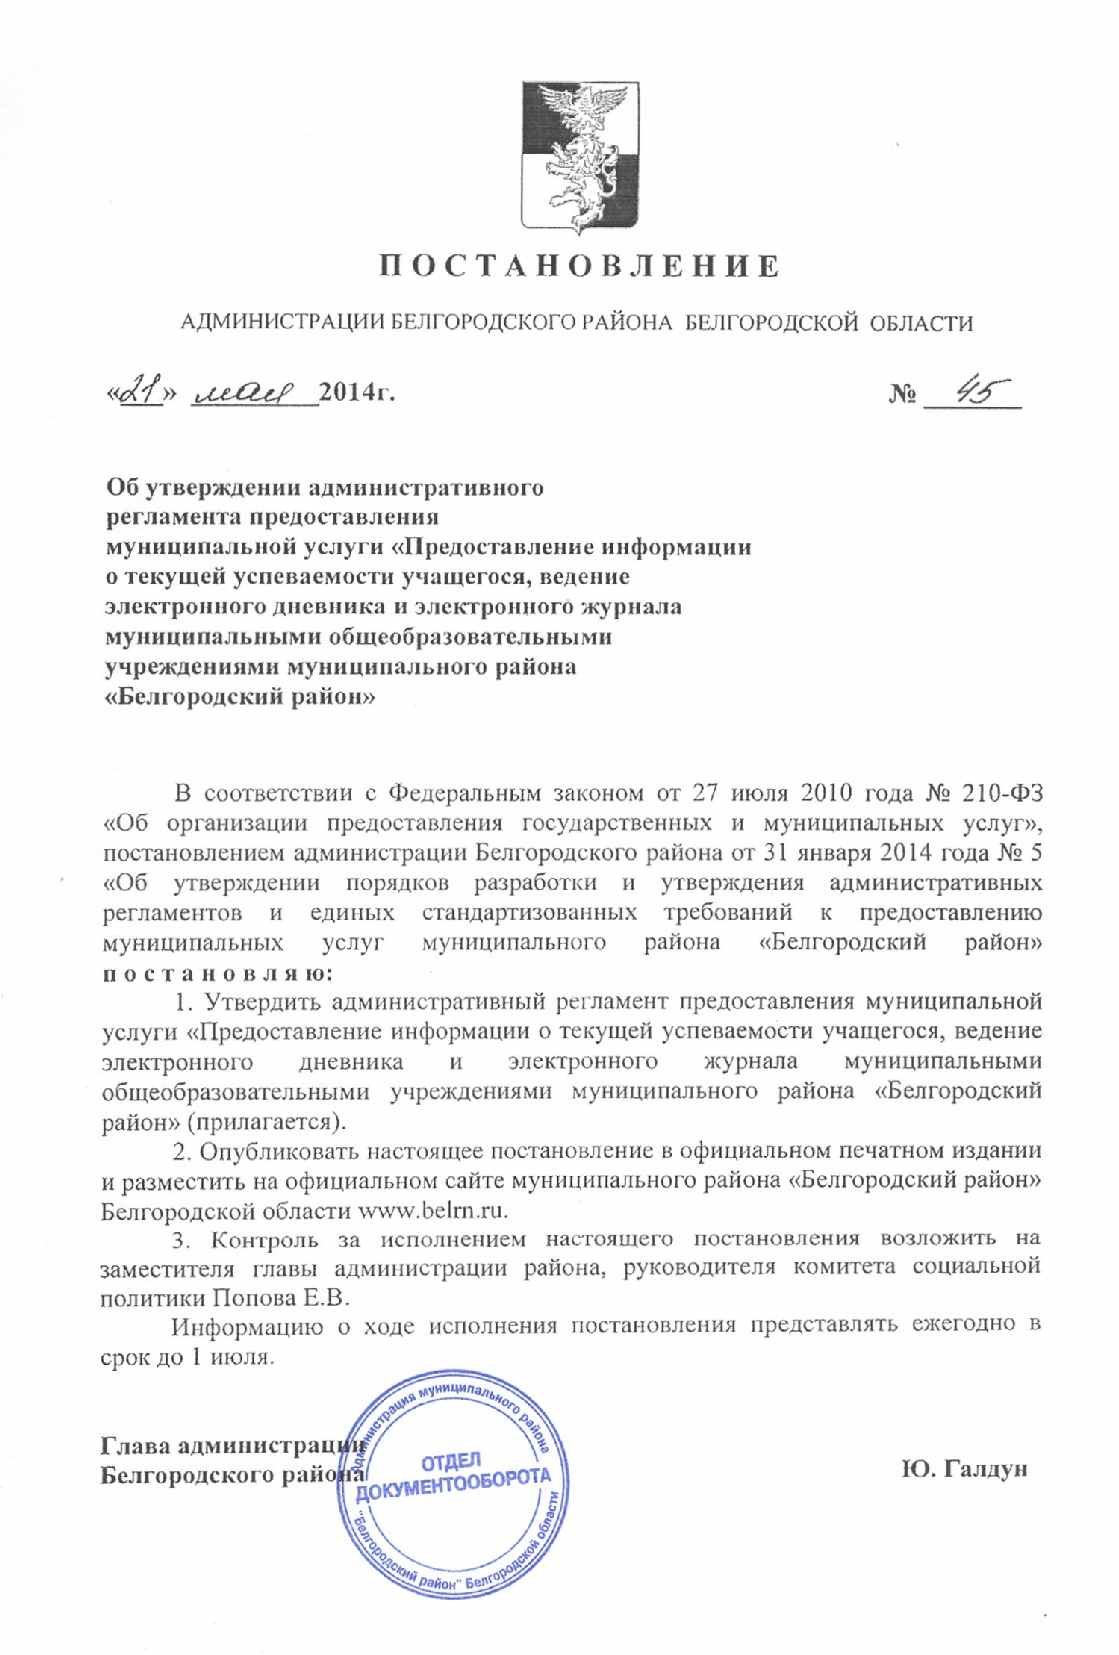 П О С Т А Н О В Л Е Н И Е
АДМИНИСТРАЦИИ БЕЛГОРОДСКОГО РАЙОНА БЕЛГОРОДСКОЙ ОБЛАСТИ
«21» мая 2014г. № 45
Об утверждении административного
регламента предоставления
муниципальной услуги «Предоставление информации
о текущей успеваемости учащегося, ведение
электронного дневника и электронного журнала
муниципальными общеобразовательными
учреждениями муниципального района
«Белгородский район»
В соответствии с Федеральным законом от 27 июля 2010 года № 210-ФЗ
«Об организации предоставления государственных и муниципальных услуг»,
постановлением администрации Белгородского района от 31 января 2014 года № 5
«Об утверждении порядков разработки и утверждения административных
регламентов и единых стандартизованных требований к предоставлению
муниципальных услуг муниципального района «Белгородский район»
п о с т а н о в л я ю:
1. Утвердить административный регламент предоставления муниципальной
услуги «Предоставление информации о текущей успеваемости учащегося, ведение
электронного дневника и электронного журнала муниципальными
общеобразовательными учреждениями муниципального района «Белгородский
район» (прилагается).
2. Опубликовать настоящее постановление в официальном печатном издании
и разместить на официальном сайте муниципального района «Белгородский район»
Белгородской области www.belrn.ru.
3. Контроль за исполнением настоящего постановления возложить на
заместителя главы администрации района, руководителя комитета социальной
политики Попова Е.В.
Информацию о ходе исполнения постановления представлять ежегодно в
срок до 1 июля.
Глава администрации
Белгородского района
Ю. Галдун
Администрация муниципального района
"Белгородский район" Белгородской области
ОТДЕЛ
ДОКУМЕНТООБОРОТА